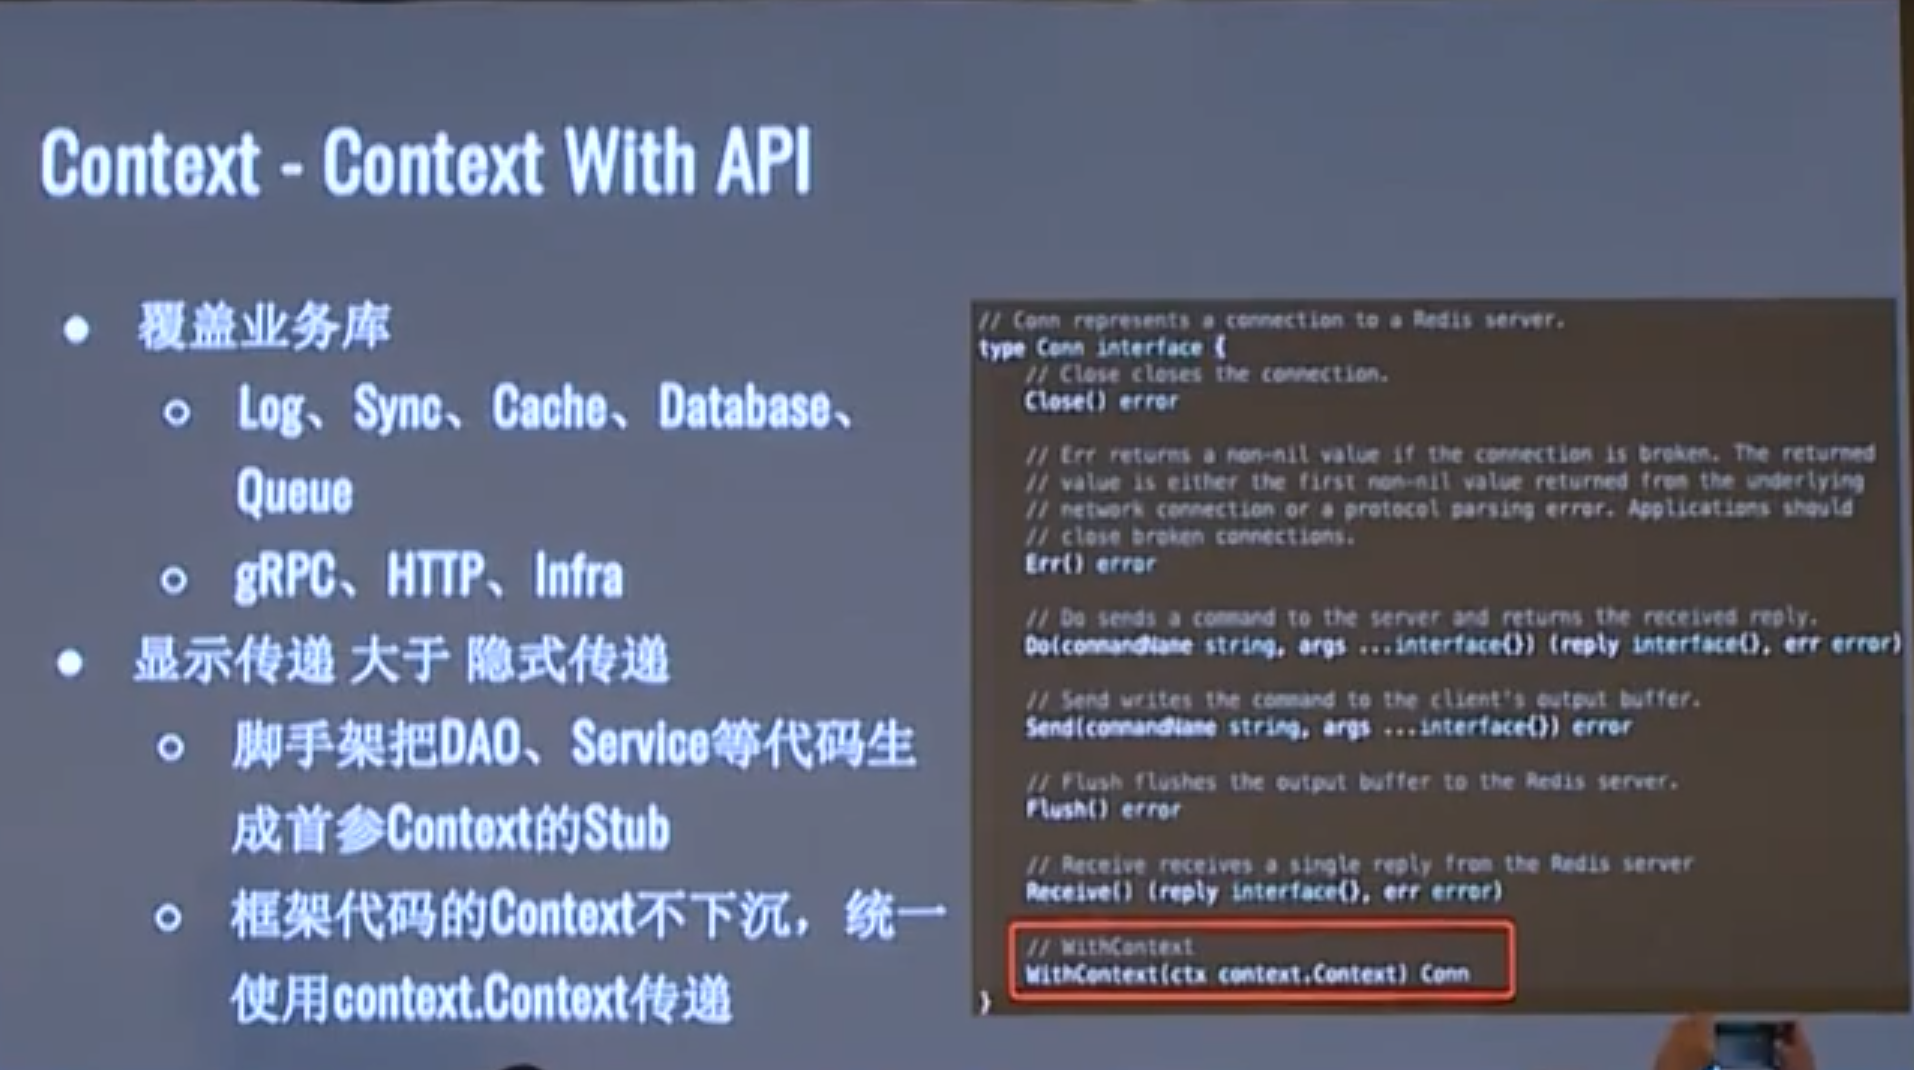 Context - Context With API
● 覆盖业务库
○ Log、Sync、Cache、Database、
Queue
○ gRPC、HTTP、Infra
● 显示传递 大于 隐式传递
○ 脚手架把DAO、Service等代码生
成首参Context的Stub
○ 框架代码的Context不下沉，统一
使用context.Context传递
// Conn represents a connection to a Redis server.
type Conn interface {
// Close closes the connection.
Close() error
// Err returns a non-nil value if the connection is broken. The returned
// value is either the first non-nil value returned from the underlying
// network connection or a protocol parsing error. Applications should
// close broken connections.
Err() error
// Do sends a command to the server and returns the received reply.
Do(commandName string, args ...interface{}) (reply interface{}, err error)
// Send writes the command to the client's output buffer.
Send(commandName string, args ...interface{}) error
// Flush flushes the output buffer to the Redis server.
Flush() error
// Receive receives a single reply from the Redis server
Receive() (reply interface{}, err error)
// WithContext
WithContext(ctx context.Context) Conn
}